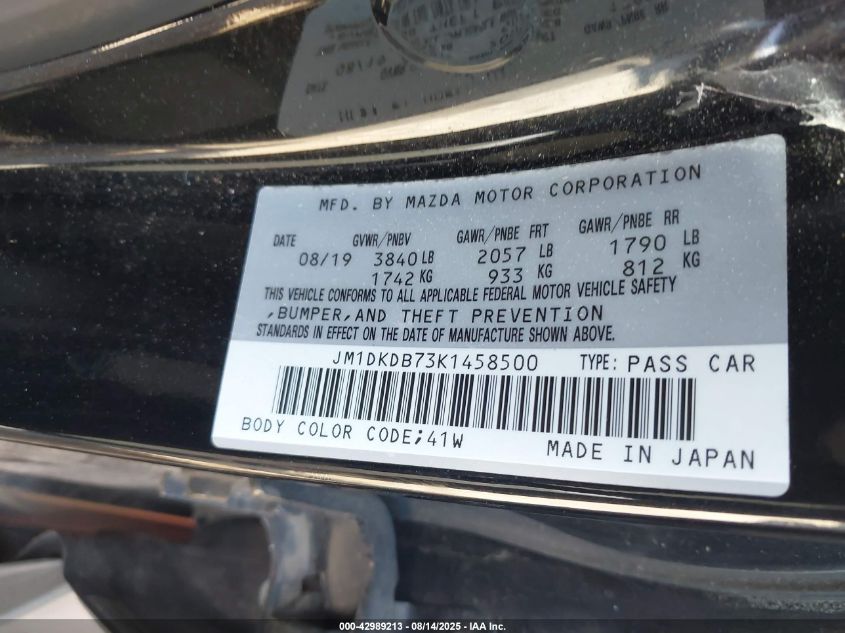 MFD. BY MAZDA MOTOR CORPORATION
DATE GVWR/PNBV GAWR/PNBE FRT GAWR/PNBE RR
08/19 3840 LB 2057 LB 1790 LB
1742 KG 933 KG 812 KG
THIS VEHICLE CONFORMS TO ALL APPLICABLE FEDERAL MOTOR VEHICLE SAFETY
,BUMPER,AND THEFT PREVENTION
STANDARDS IN EFFECT ON THE DATE OF MANUFACTURE SHOWN ABOVE.
JM1DKDB73K1458500 TYPE: PASS CAR
BODY COLOR CODE;41W MADE IN JAPAN
000-42989213 - 08/14/2025 - IAA Inc.